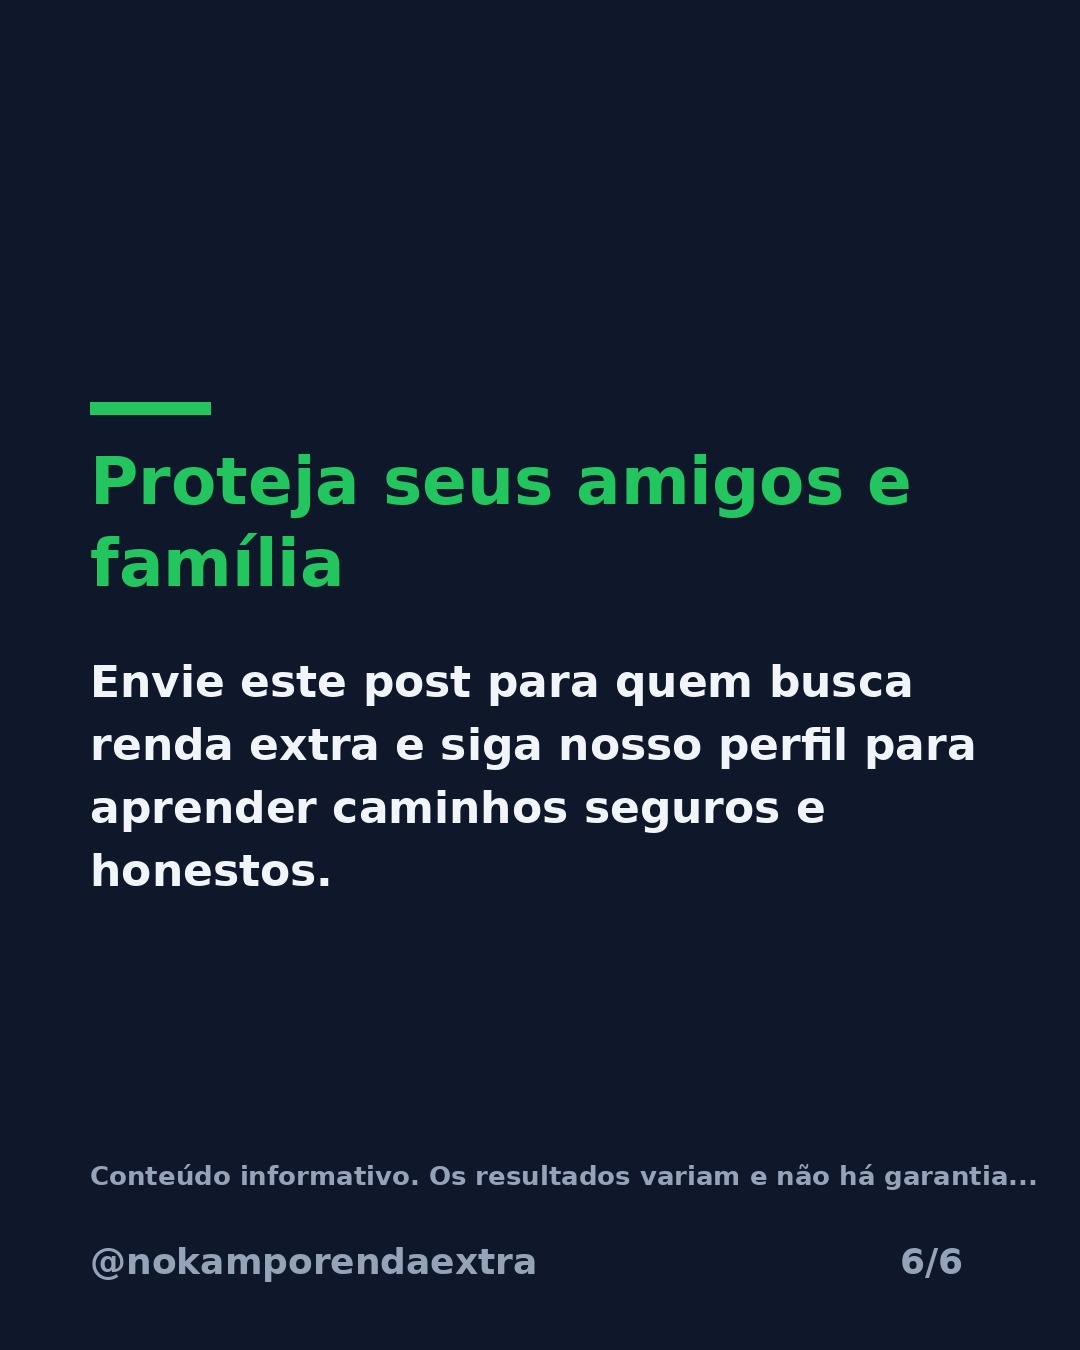 Proteja seus amigos e
família
Envie este post para quem busca
renda extra e siga nosso perfil para
aprender caminhos seguros e
honestos.
Conteúdo informativo. Os resultados variam e não há garantia...
@nokamporendaextra
6/6